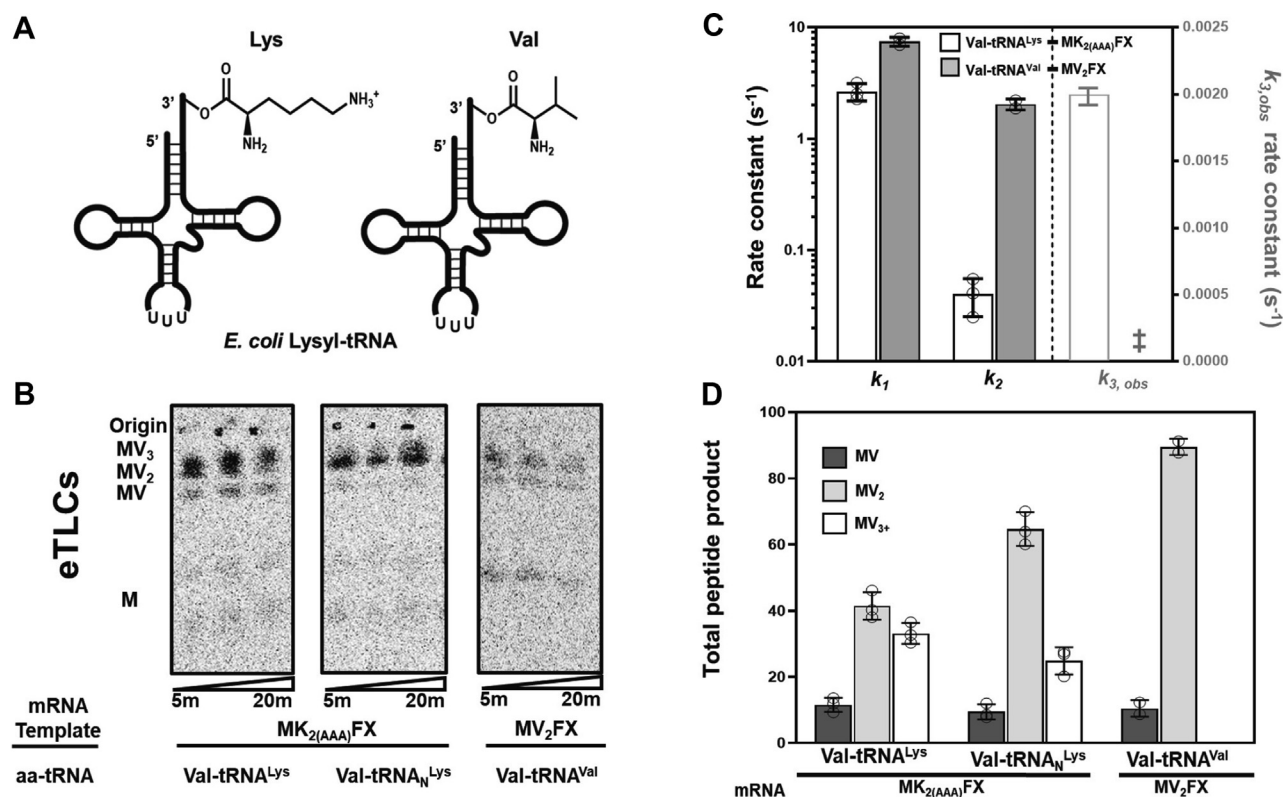 A
Lys
Val
3'
O
O
NH3+
NH2
5'
3'
O
O
NH2
5'
U U U
U U U
E. coli Lysyl-tRNA
B
eTLCs
Origin
MV3
MV2
MV
M
5m 20m
5m 20m
5m 20m
mRNA
Template
MK2(AAA)FX
MV2FX
aa-tRNA
Val-tRNALys
Val-tRNANLys
Val-tRNAVal
C
Val-tRNALys MK2(AAA)FX
Val-tRNAVal MV2FX
Rate constant (s-1)
10
1
0.1
0.01
k3,obs rate constant (s-1)
0.0025
0.0020
0.0015
0.0010
0.0005
0.0000
‡
k1
k2
k3, obs
D
Total peptide product
100
80
60
40
20
0
MV
MV2
MV3+
Val-tRNALys
Val-tRNANLys
Val-tRNAVal
mRNA
MK2(AAA)FX
MV2FX